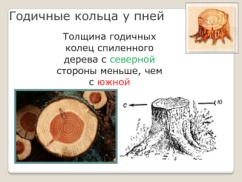 Годичные кольца у пней
Толщина годичных
колец спиленного
дерева с северной
стороны меньше, чем
с южной
С
Ю